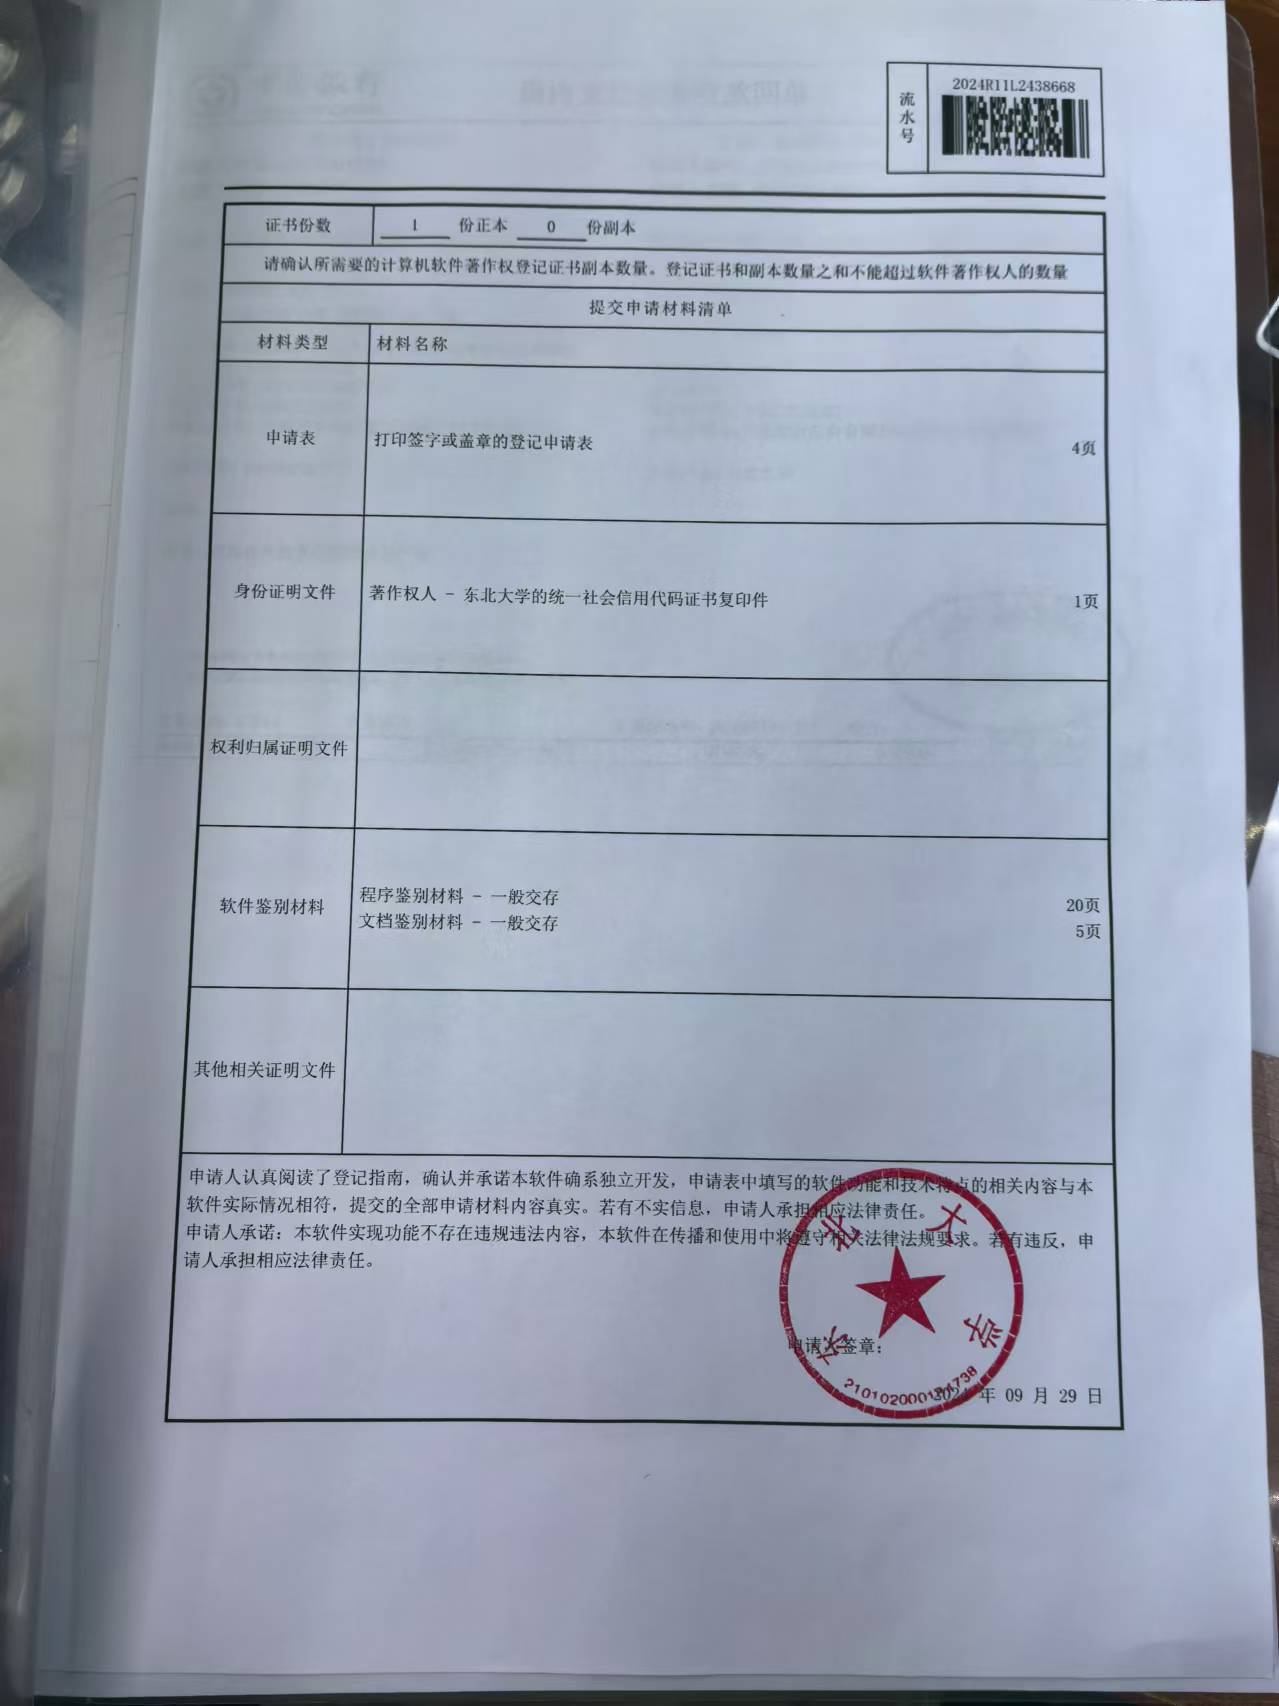 流水号
2024R11L2438668
证书份数 1 份正本 0 份副本
请确认所需要的计算机软件著作权登记证书副本数量。登记证书和副本数量之和不能超过软件著作权人的数量
提交申请材料清单
材料类型 材料名称
申请表 打印签字或盖章的登记申请表 4页
身份证明文件 著作权人 - 东北大学的统一社会信用代码证书复印件 1页
权利归属证明文件
软件鉴别材料
程序鉴别材料 - 一般交存 20页
文档鉴别材料 - 一般交存 5页
其他相关证明文件
申请人认真阅读了登记指南，确认并承诺本软件确系独立开发，申请表中填写的软件功能和技术特点的相关内容与本
软件实际情况相符，提交的全部申请材料内容真实。若有不实信息，申请人承担相应法律责任。
申请人承诺：本软件实现功能不存在违规违法内容，本软件在传播和使用中将遵守相关法律法规要求。若有违反，申
请人承担相应法律责任。
东北大学
申请人签章：
2024 年 09 月 29 日